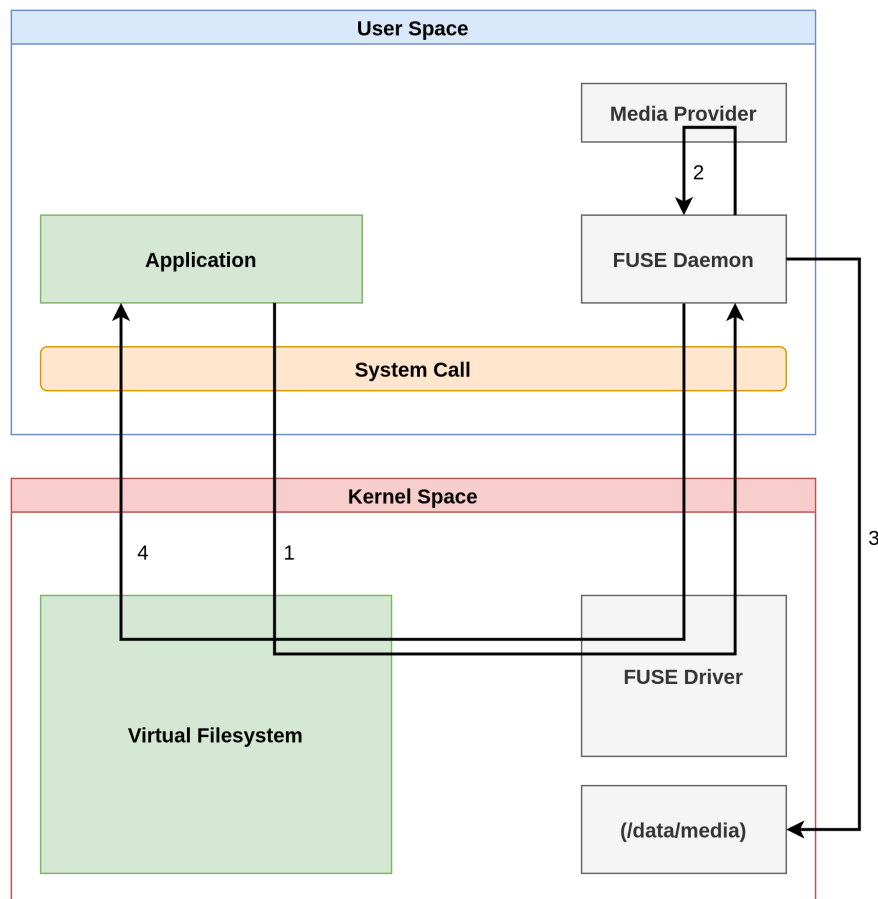 User Space
Media Provider
2
Application
FUSE Daemon
System Call
Kernel Space
3
4
1
FUSE Driver
Virtual Filesystem
(/data/media)